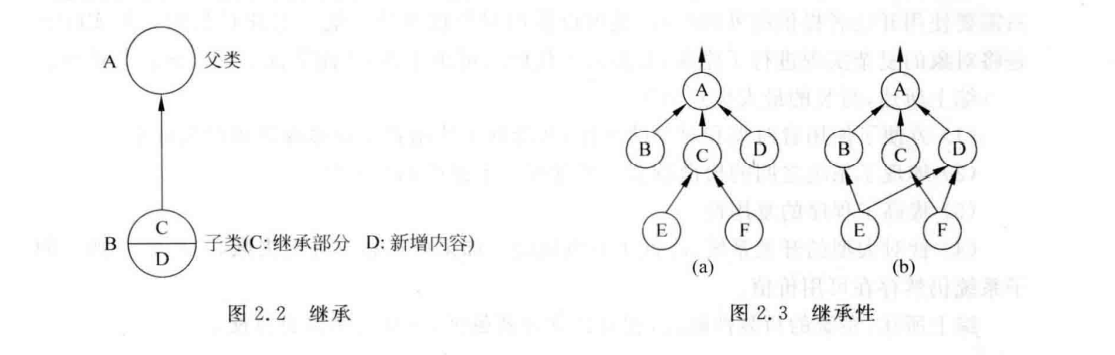 A 父类
C
B 子类(C: 继承部分 D: 新增内容)
D
图 2.2 继承
A
B C D
E F
(a)
A
B C D
E F
(b)
图 2.3 继承性